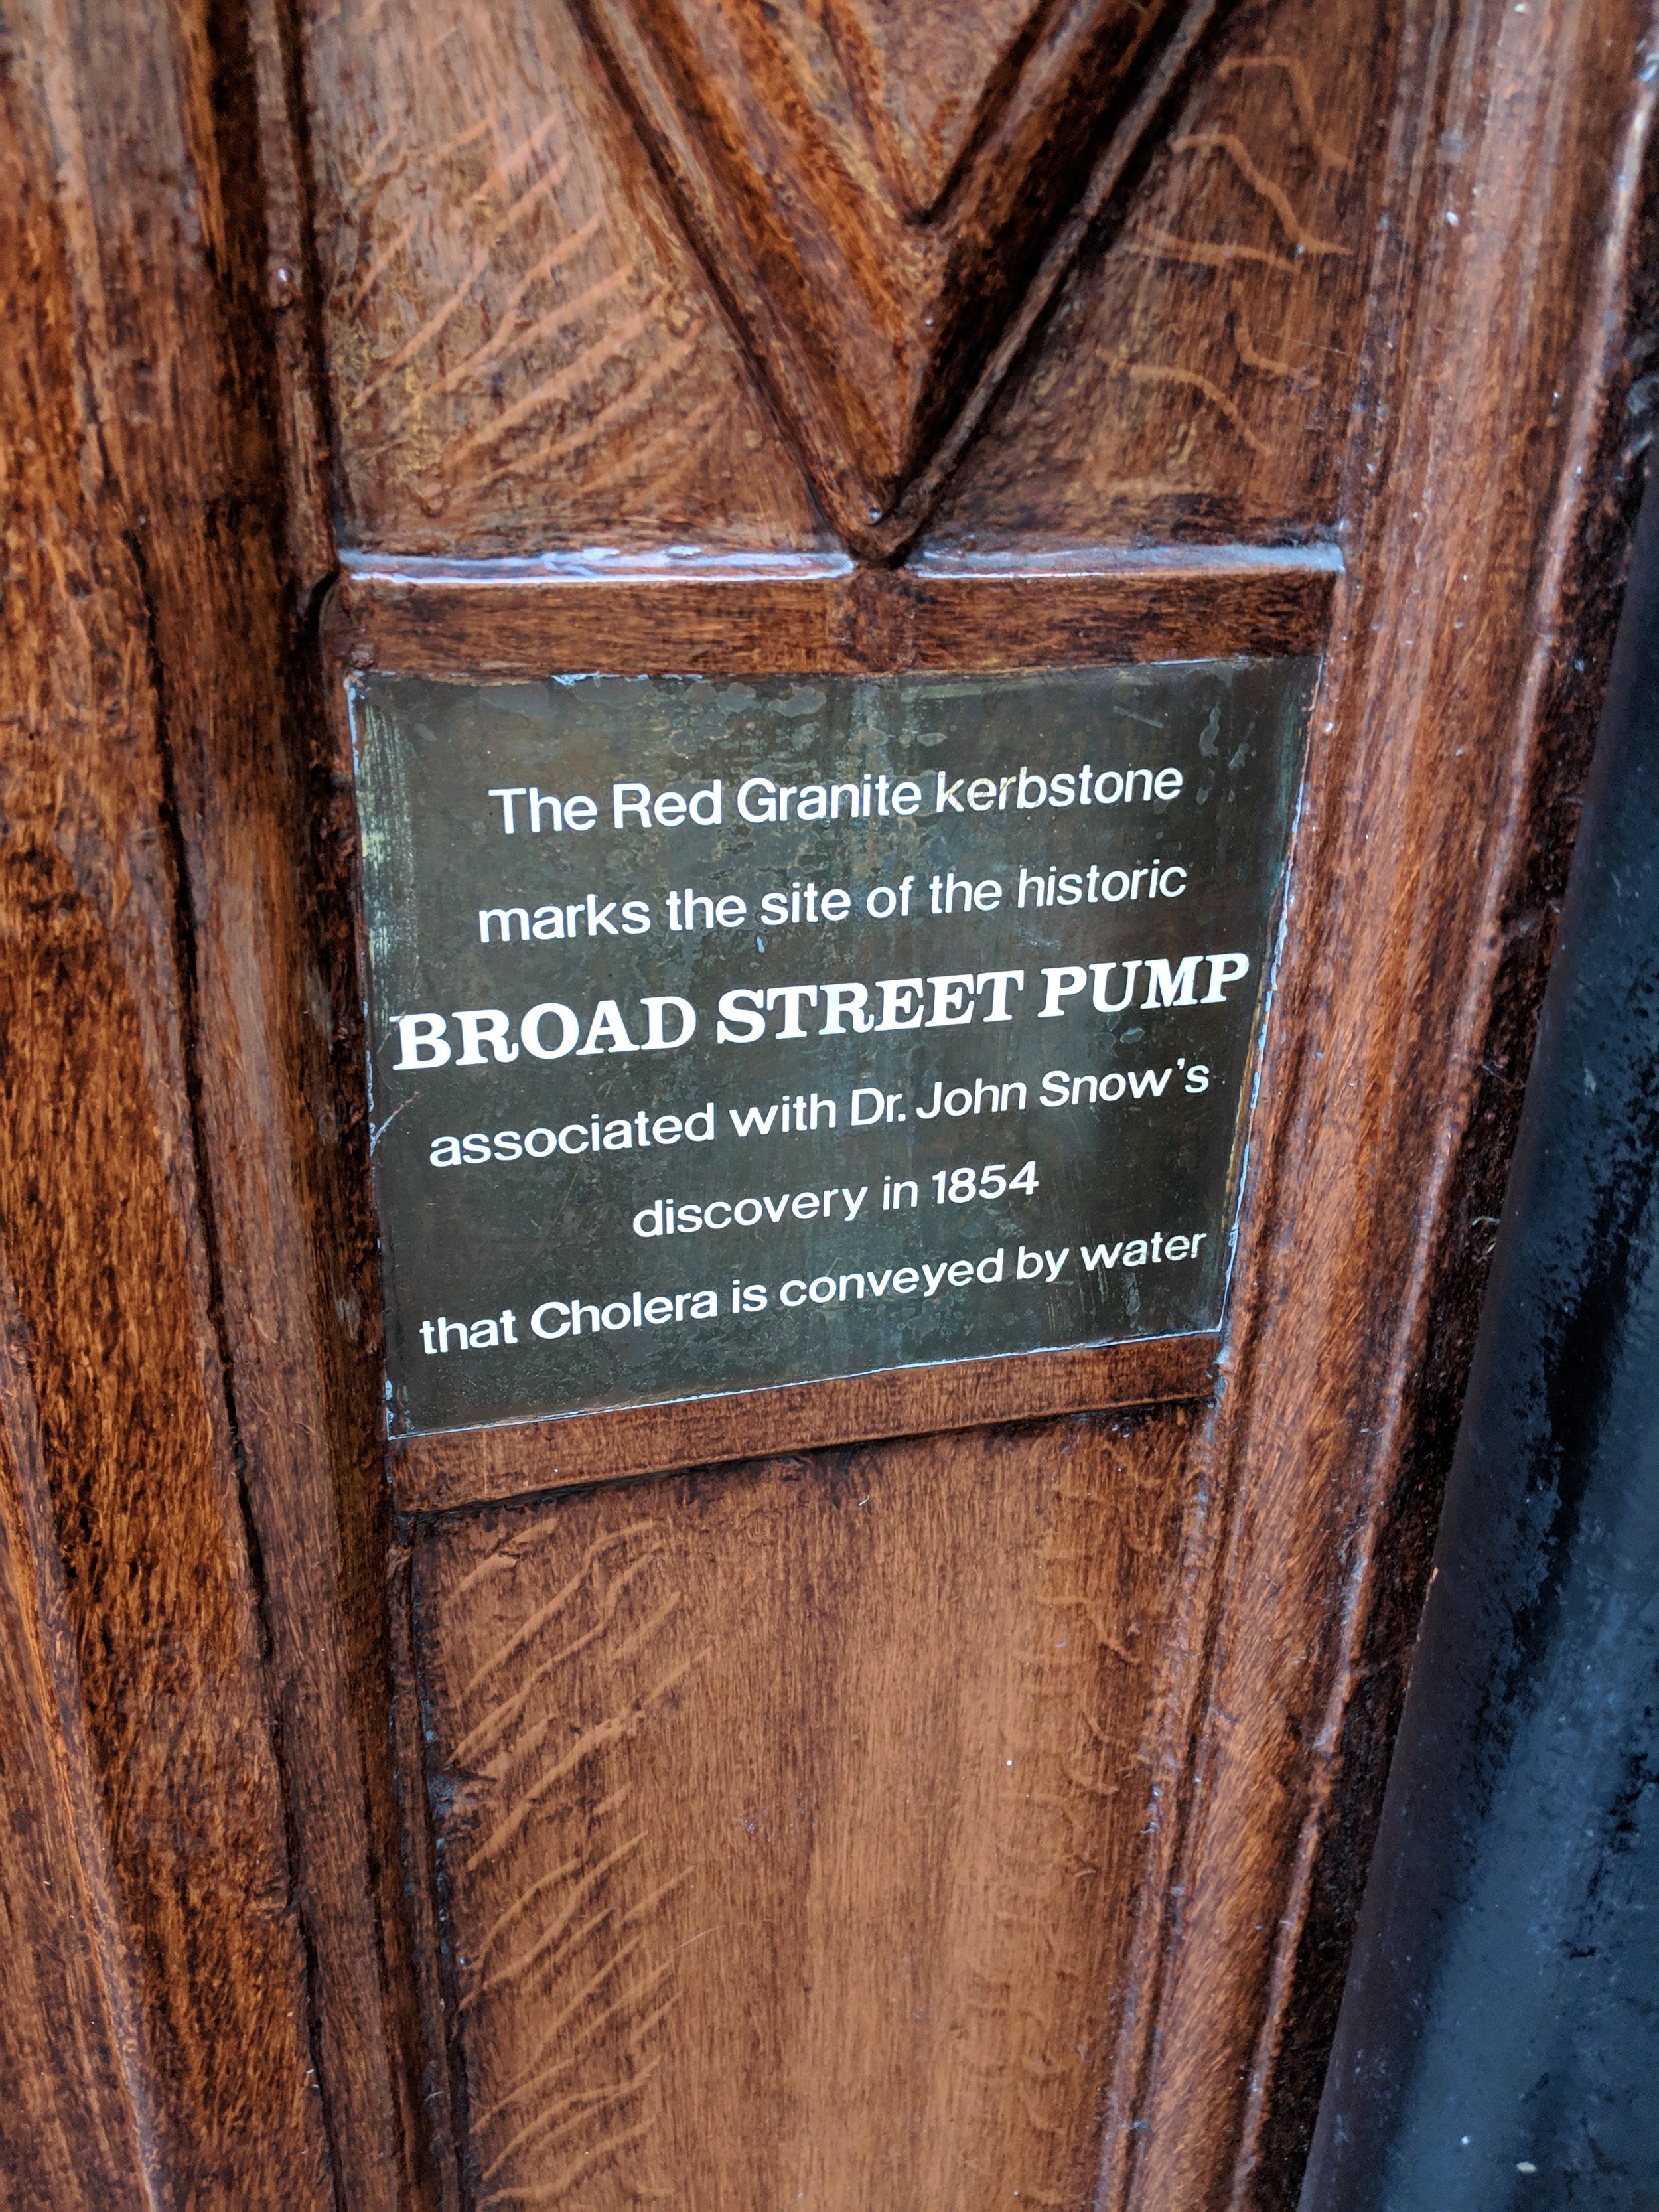 The Red Granite kerbstone
marks the site of the historic
BROAD STREET PUMP
associated with Dr. John Snow's
discovery in 1854
that Cholera is conveyed by water